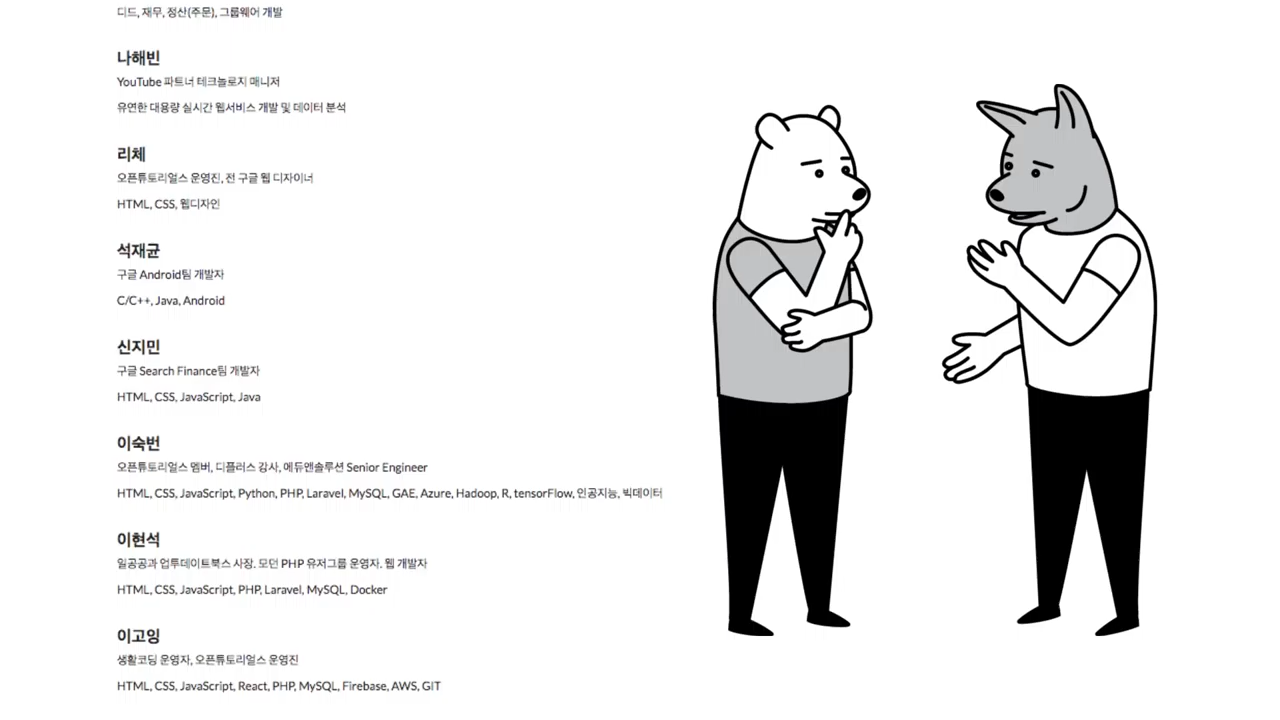 디드, 재무, 정산(주문), 그룹웨어 개발
나해빈
YouTube 파트너 테크놀로지 매니저
유연한 대용량 실시간 웹서비스 개발 및 데이터 분석
리체
오픈튜토리얼스 운영진, 전 구글 웹 디자이너
HTML, CSS, 웹디자인
석재균
구글 Android팀 개발자
C/C++, Java, Android
신지민
구글 Search Finance팀 개발자
HTML, CSS, JavaScript, Java
이숙번
오픈튜토리얼스 멤버, 디플러스 강사, 에듀앤솔루션 Senior Engineer
HTML, CSS, JavaScript, Python, PHP, Laravel, MySQL, GAE, Azure, Hadoop, R, tensorFlow, 인공지능, 빅데이터
이현석
일공공과 업투데이트북스 사장. 모던 PHP 유저그룹 운영자. 웹 개발자
HTML, CSS, JavaScript, PHP, Laravel, MySQL, Docker
이고잉
생활코딩 운영자, 오픈튜토리얼스 운영진
HTML, CSS, JavaScript, React, PHP, MySQL, Firebase, AWS, GIT